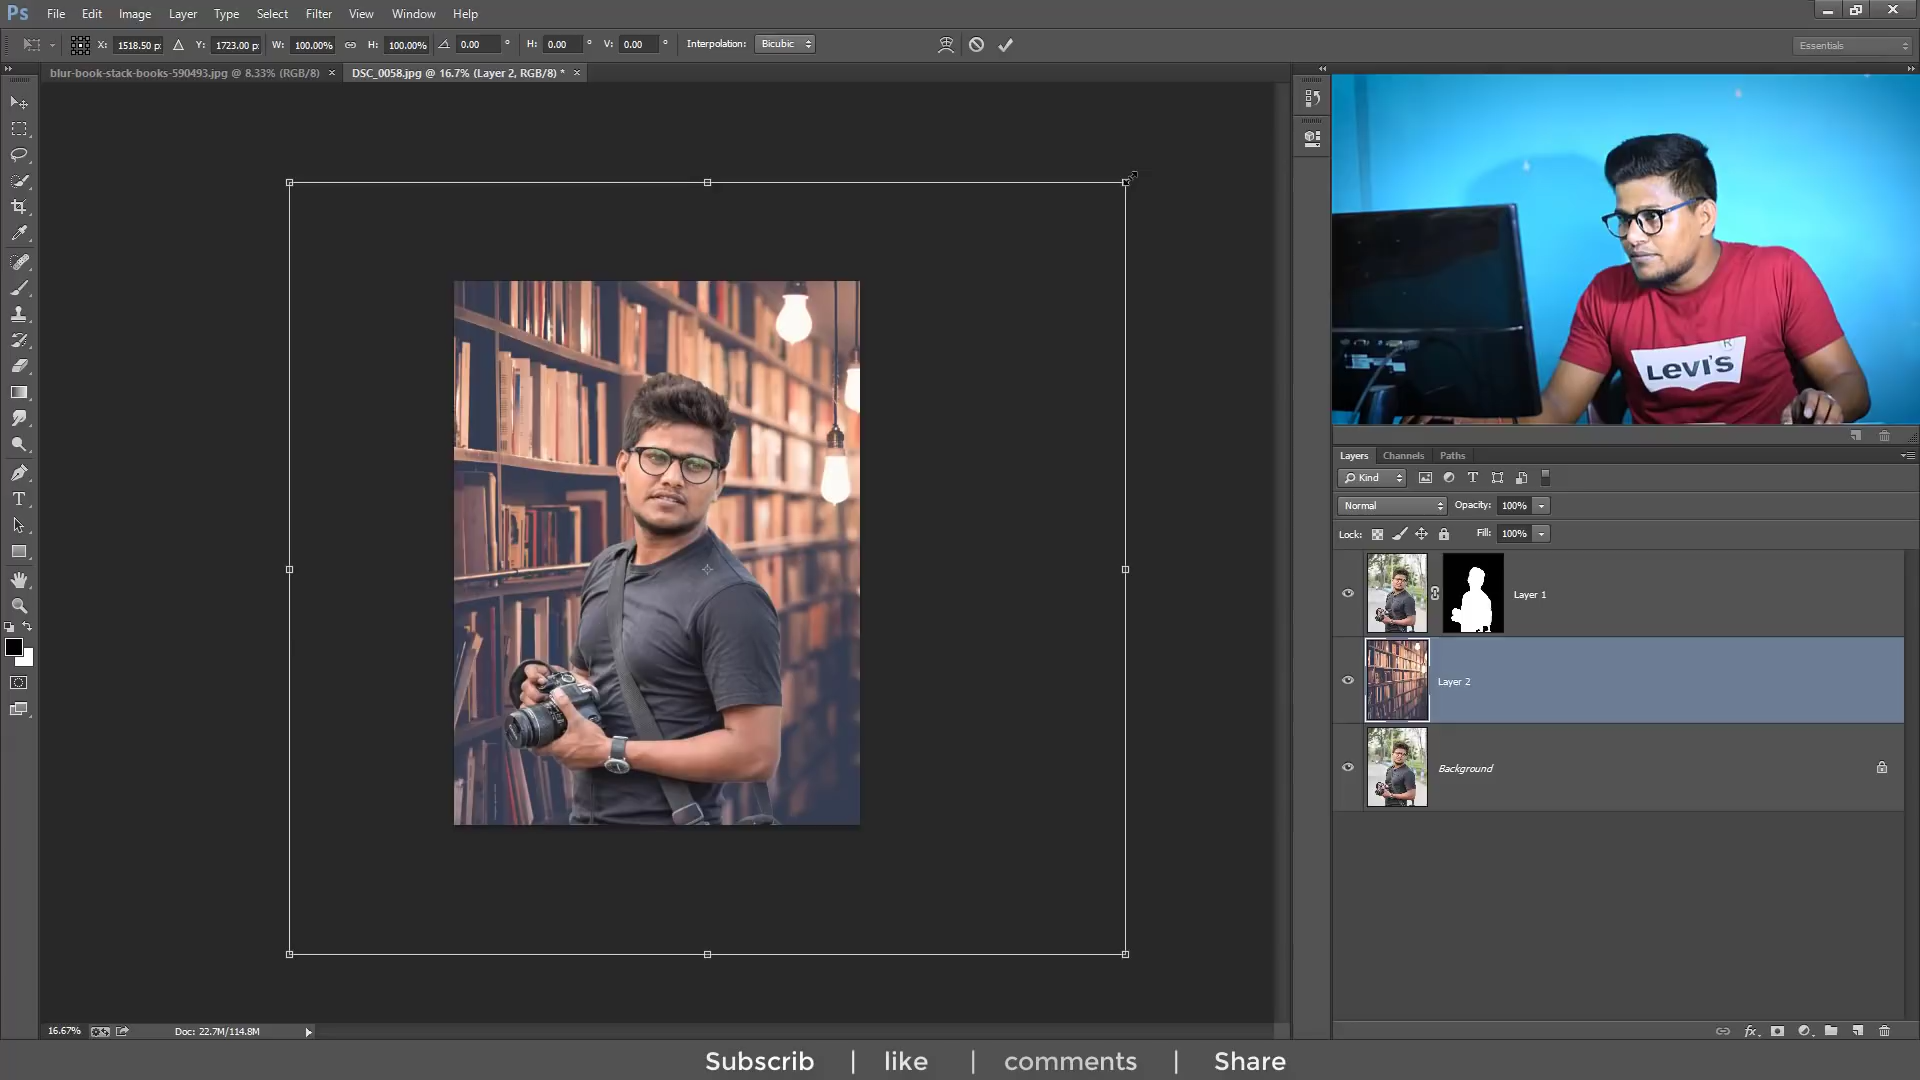 Ps File Edit Image Layer Type Select Filter View Window Help
X: 1518.50 p: Y: 1723.00 p: W: 100.00% H: 100.00% 0.00 ° H: 0.00 ° V: 0.00 ° Interpolation: Bicubic Essentials
blur-book-stack-books-590493.jpg @ 8.33% (RGB/8) × DSC_0058.jpg @ 16.7% (Layer 2, RGB/8) * ×
LEVI'S
R
Layers Channels Paths
Kind
Normal Opacity: 100%
Lock: Fill: 100%
Layer 1
Layer 2
Background
16.67% Doc: 22.7M/114.8M
Subscrib | like | comments | Share